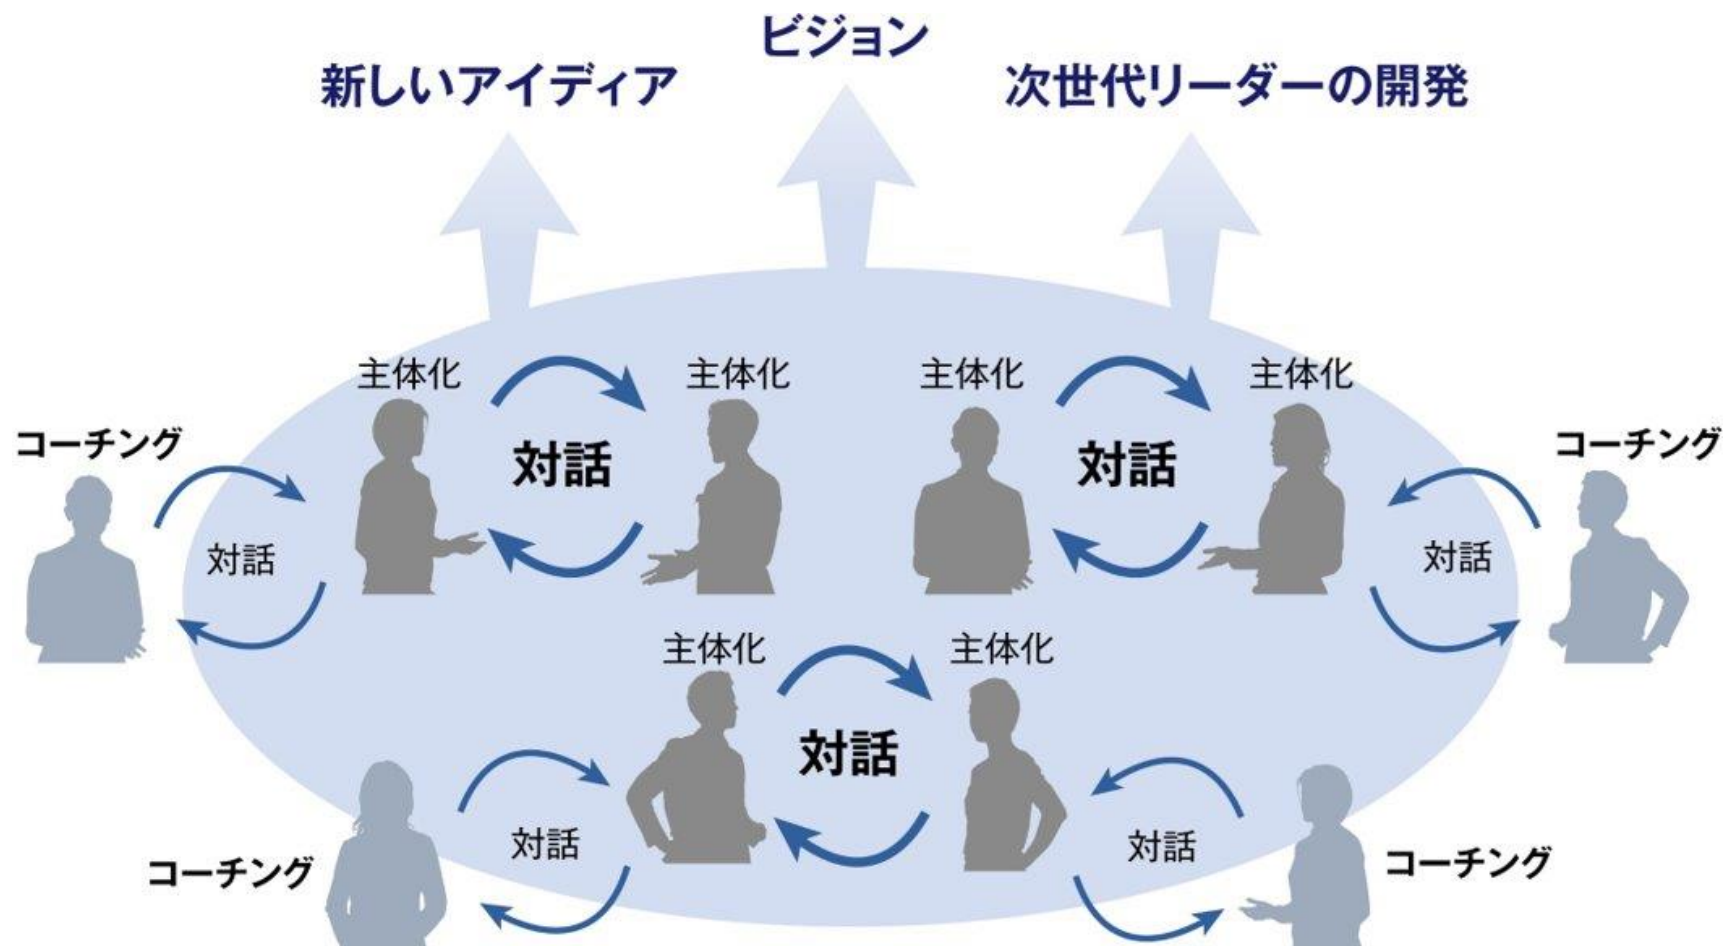 ビジョン
新しいアイディア
次世代リーダーの開発
主体化
主体化
主体化
主体化
コーチング
対話
対話
コーチング
対話
対話
主体化
主体化
対話
対話
対話
コーチング
コーチング